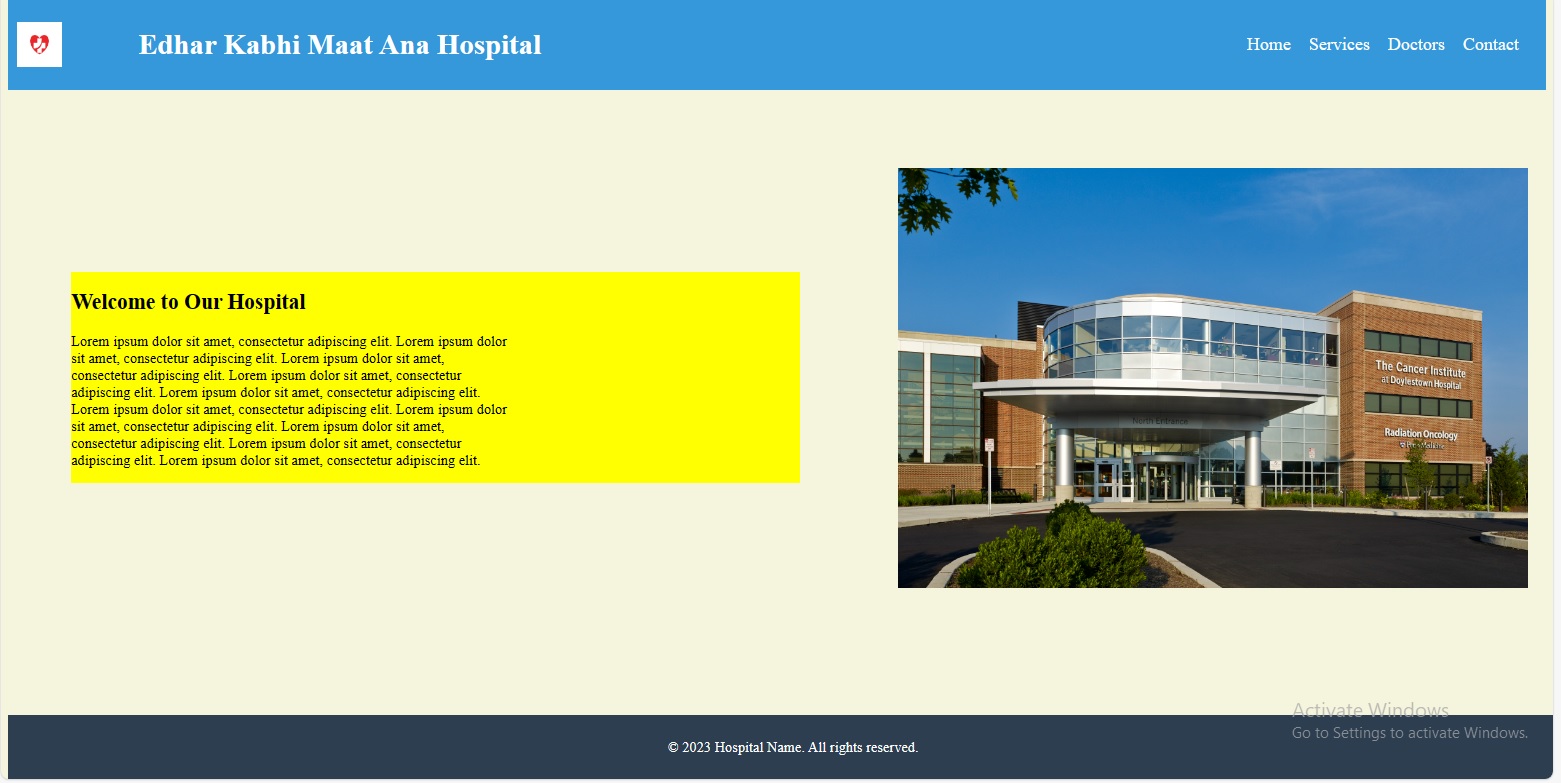 Edhar Kabhi Maat Ana Hospital
Home Services Doctors Contact
Welcome to Our Hospital
Lorem ipsum dolor sit amet, consectetur adipiscing elit. Lorem ipsum dolor
sit amet, consectetur adipiscing elit. Lorem ipsum dolor sit amet,
consectetur adipiscing elit. Lorem ipsum dolor sit amet, consectetur
adipiscing elit. Lorem ipsum dolor sit amet, consectetur adipiscing elit.
Lorem ipsum dolor sit amet, consectetur adipiscing elit. Lorem ipsum dolor
sit amet, consectetur adipiscing elit. Lorem ipsum dolor sit amet,
consectetur adipiscing elit. Lorem ipsum dolor sit amet, consectetur
adipiscing elit. Lorem ipsum dolor sit amet, consectetur adipiscing elit.
The Cancer Institute
at Doylestown Hospital
North Entrance
Radiation Oncology
Activate Windows
Go to Settings to activate Windows.
© 2023 Hospital Name. All rights reserved.